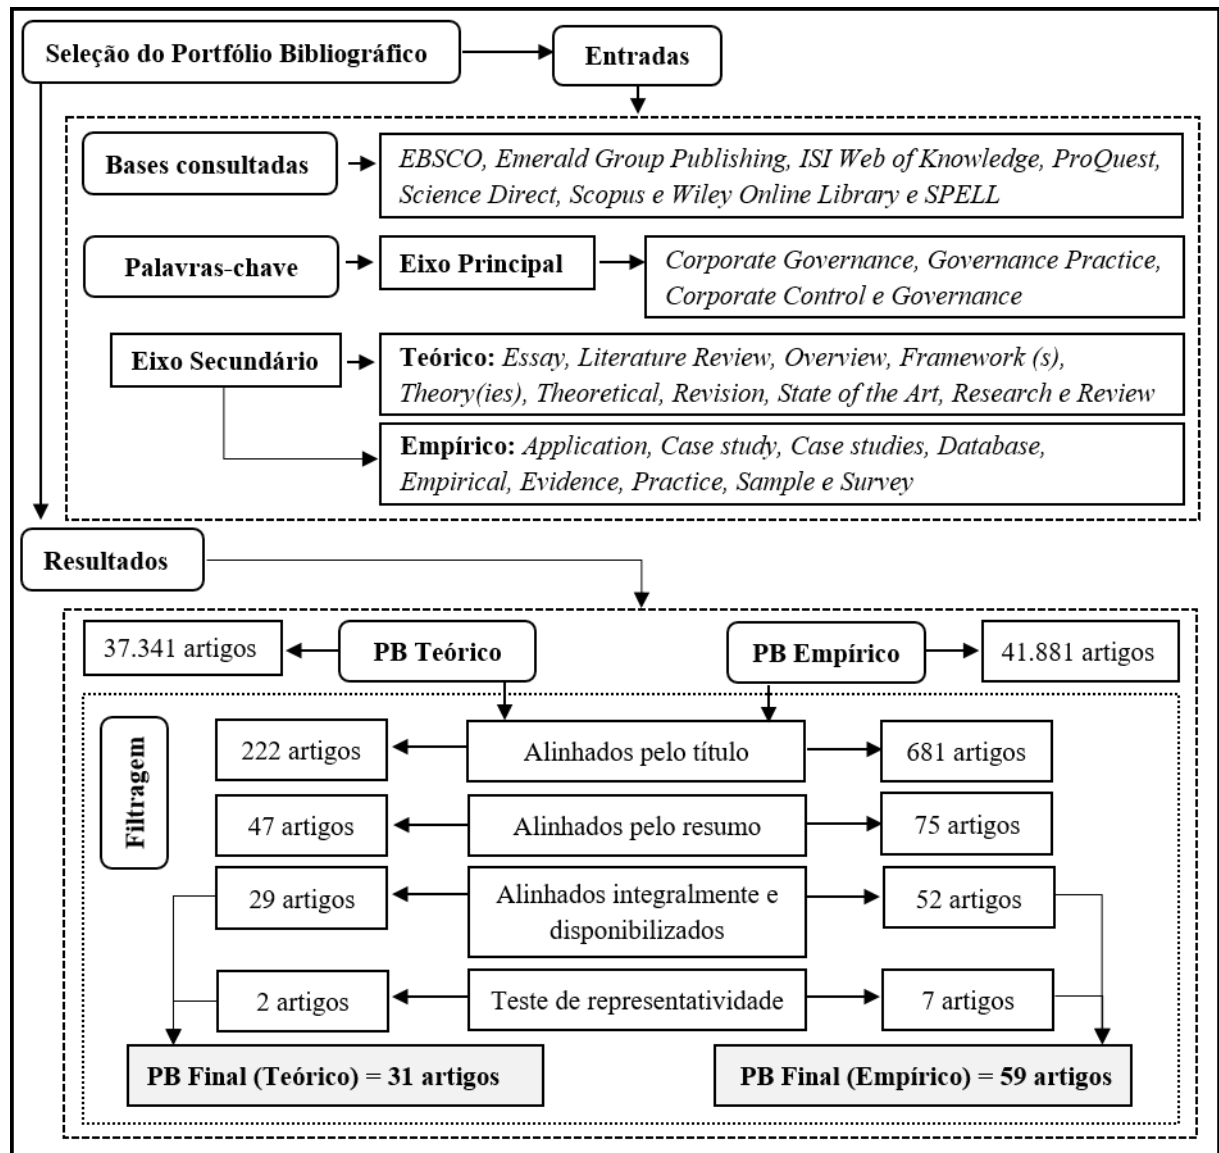 Seleção do Portfólio Bibliográfico
Entradas
Bases consultadas
EBSCO, Emerald Group Publishing, ISI Web of Knowledge, ProQuest,
Science Direct, Scopus e Wiley Online Library e SPELL
Palavras-chave
Eixo Principal
Corporate Governance, Governance Practice,
Corporate Control e Governance
Eixo Secundário
Teórico: Essay, Literature Review, Overview, Framework (s),
Theory(ies), Theoretical, Revision, State of the Art, Research e Review
Empírico: Application, Case study, Case studies, Database,
Empirical, Evidence, Practice, Sample e Survey
Resultados
37.341 artigos
PB Teórico
PB Empírico
41.881 artigos
Filtragem
222 artigos
Alinhados pelo título
681 artigos
47 artigos
Alinhados pelo resumo
75 artigos
29 artigos
Alinhados integralmente e
disponibilizados
52 artigos
2 artigos
Teste de representatividade
7 artigos
PB Final (Teórico) = 31 artigos
PB Final (Empírico) = 59 artigos